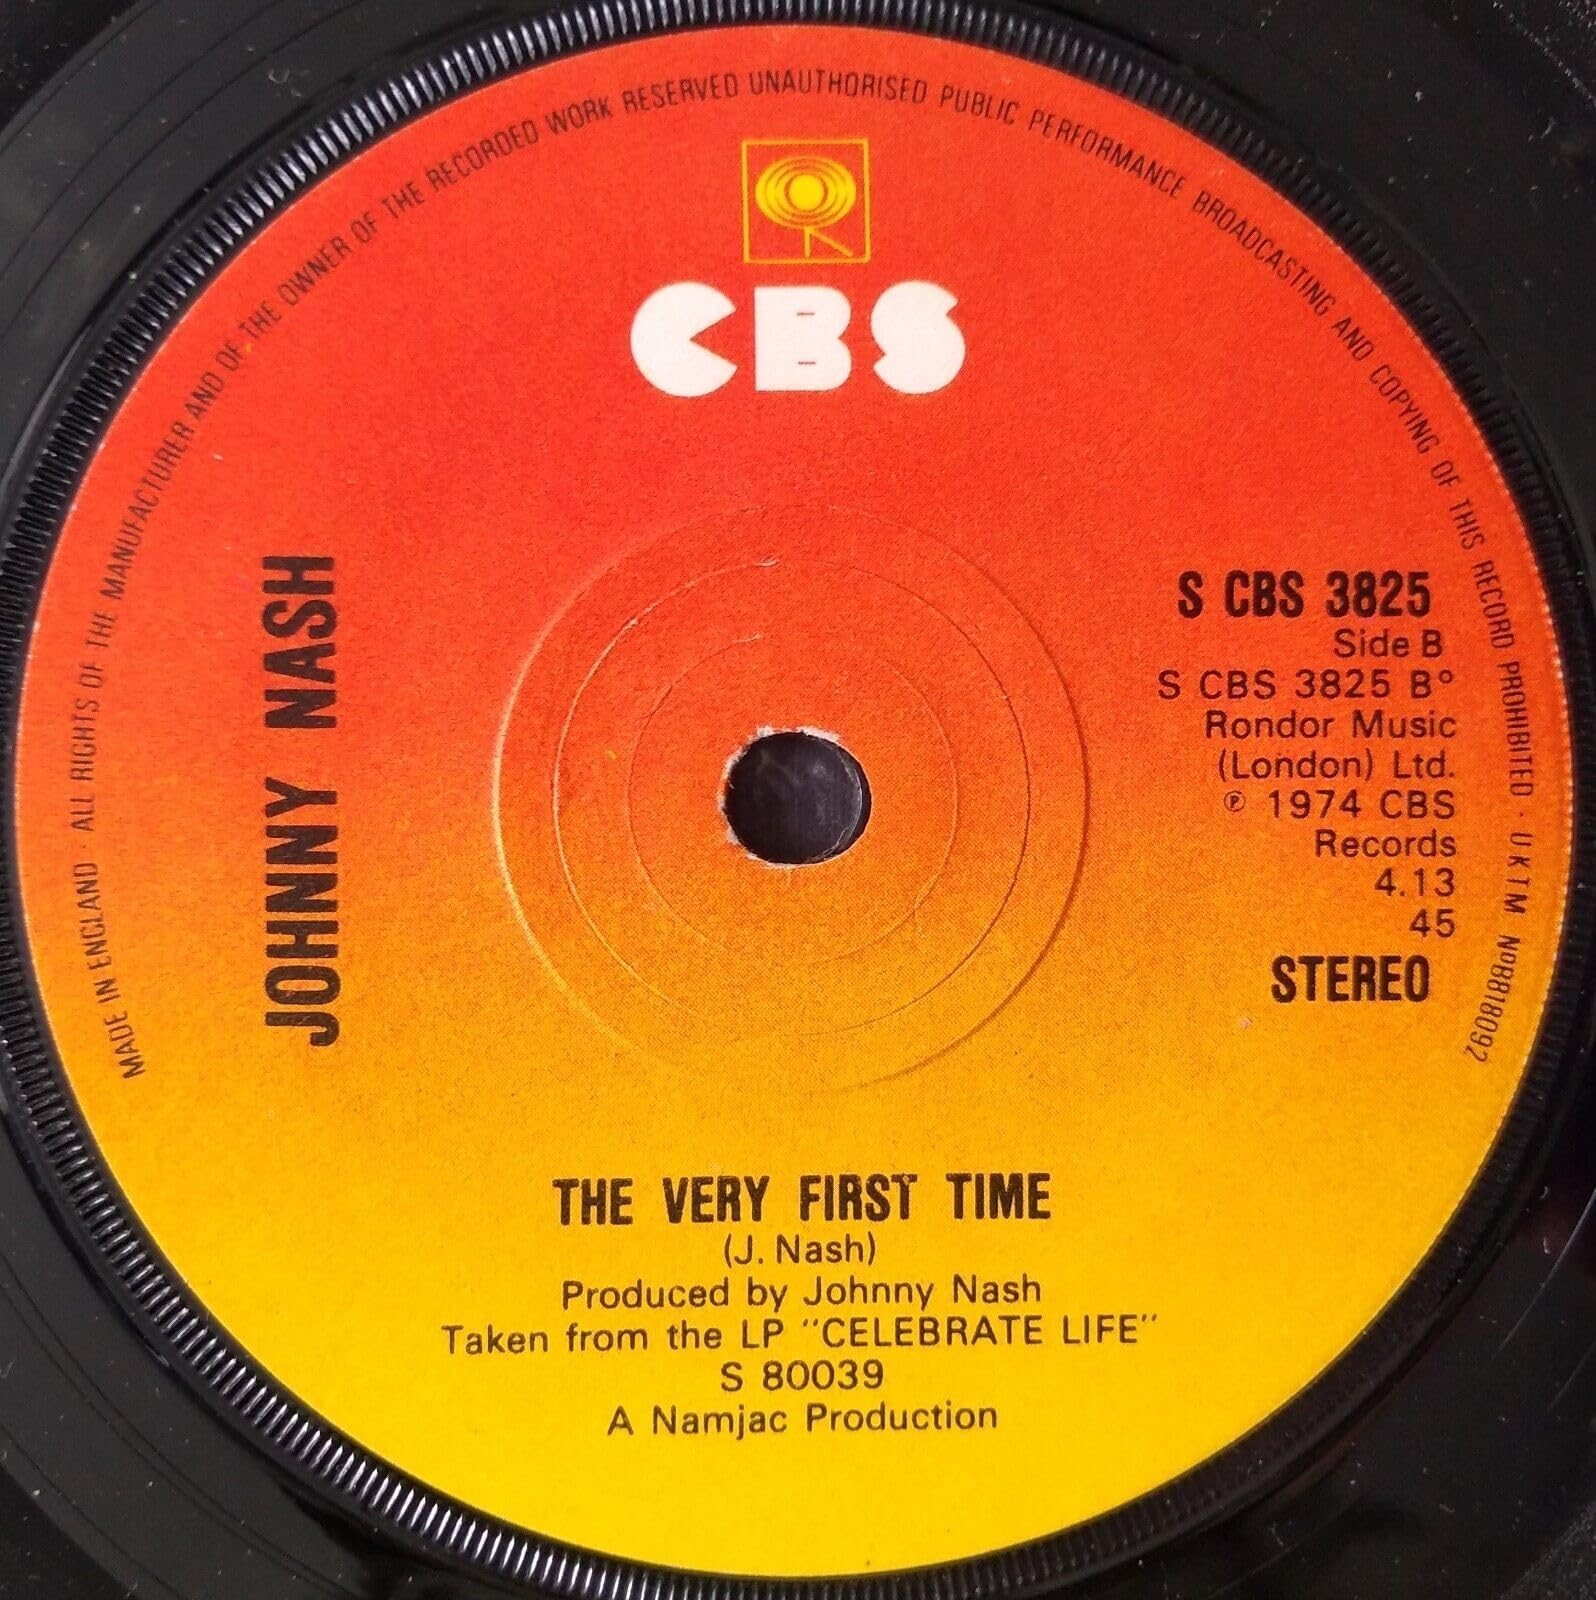 MADE IN ENGLAND · ALL RIGHTS OF THE MANUFACTURER AND OF THE OWNER OF THE RECORDED WORK RESERVED UNAUTHORISED PUBLIC PERFORMANCE BROADCASTING AND COPYING OF THIS RECORD PROHIBITED · UKTM No8818092
CBS
JOHNNY NASH
S CBS 3825
Side B
S CBS 3825 B°
Rondor Music
(London) Ltd.
℗ 1974 CBS
Records
4.13
45
STEREO
THE VERY FIRST TIME
(J. Nash)
Produced by Johnny Nash
Taken from the LP "CELEBRATE LIFE"
S 80039
A Namjac Production